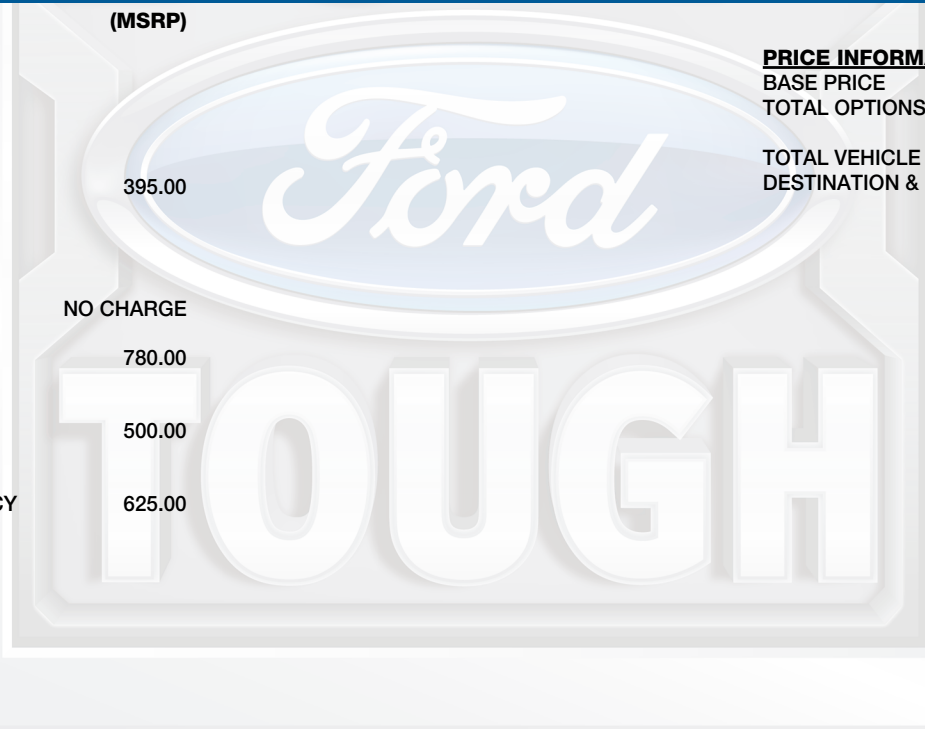 (MSRP)
395.00
NO CHARGE
780.00
500.00
CY 625.00
PRICE INFORM
BASE PRICE
TOTAL OPTIONS
TOTAL VEHICLE
DESTINATION &
Ford
TOUGH